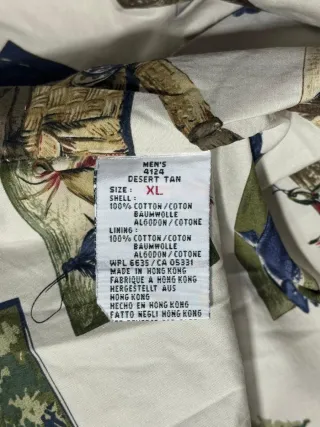 MEN'S
4124
DESERT TAN
SIZE: XL
SHELL:
100% COTTON/COTON
BAUMWOLLE
ALGODON/COTONE
LINING:
100% COTTON/COTON
BAUMWOLLE
ALGODON/COTONE
WPL 6635/CA 05331
MADE IN HONG KONG
FABRIQUE A HONG KONG
HERGESTELLT AUS
HONG KONG
HECHO EN HONG KONG
FATTO NEGLI HONG KONG